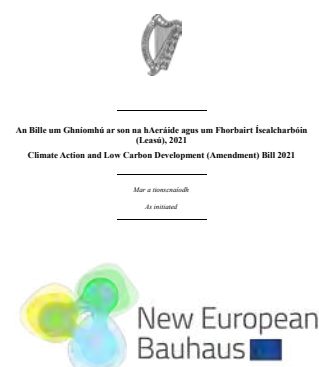 An Bille um Ghníomhú ar son na hAeráide agus um Fhorbairt Ísealcharbóin
(Leasú), 2021
Climate Action and Low Carbon Development (Amendment) Bill 2021
Mar a tionscnaíodh
As initiated
New European
Bauhaus